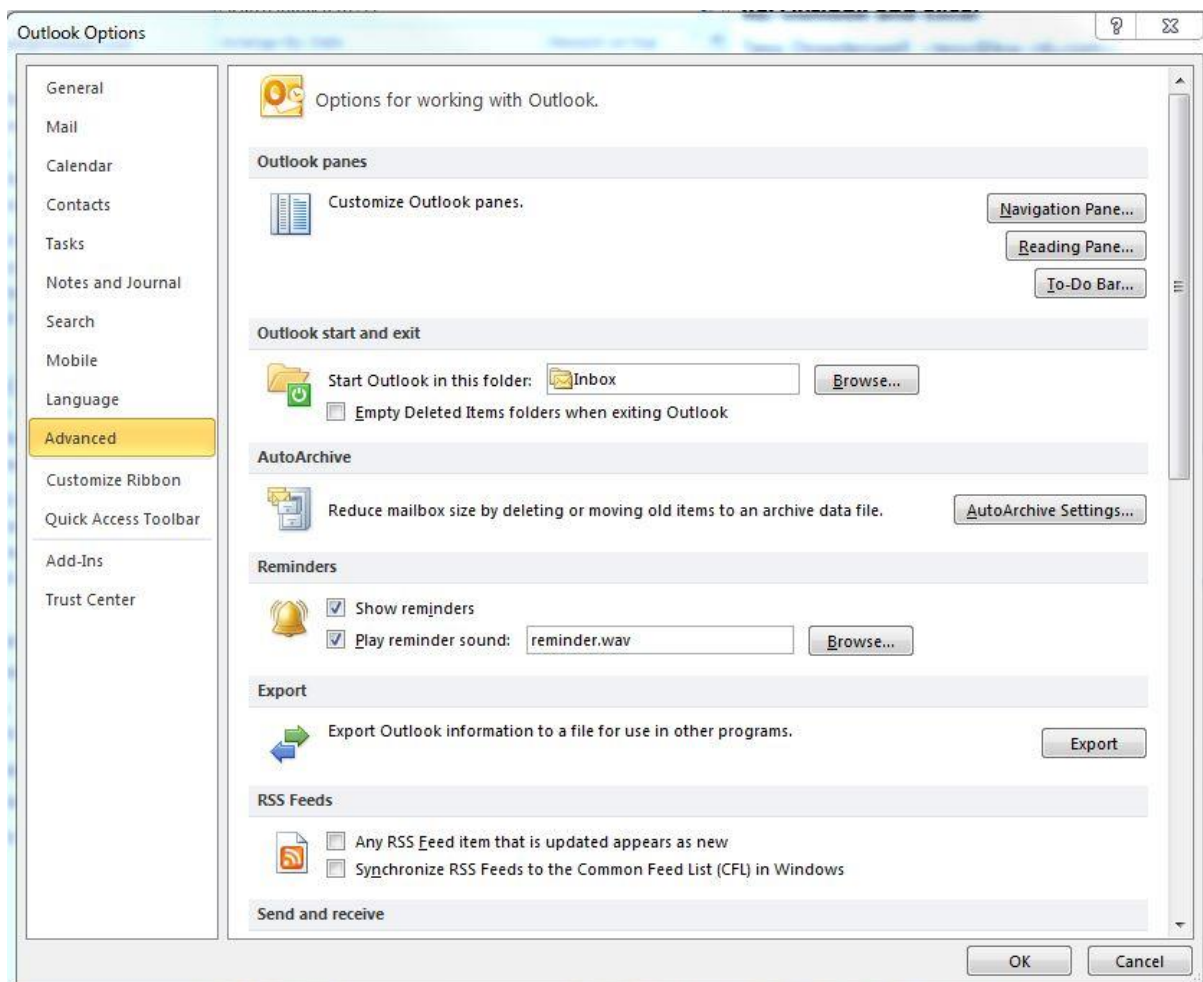 Outlook Options
General
Mail
Calendar
Contacts
Tasks
Notes and Journal
Search
Mobile
Language
Advanced
Customize Ribbon
Quick Access Toolbar
Add-Ins
Trust Center
Options for working with Outlook.
Outlook panes
Customize Outlook panes.
Navigation Pane...
Reading Pane...
To-Do Bar...
Outlook start and exit
Start Outlook in this folder: Inbox Browse...
Empty Deleted Items folders when exiting Outlook
AutoArchive
Reduce mailbox size by deleting or moving old items to an archive data file. AutoArchive Settings...
Reminders
Show reminders
Play reminder sound: reminder.wav Browse...
Export
Export Outlook information to a file for use in other programs.
Export
RSS Feeds
Any RSS Feed item that is updated appears as new
Synchronize RSS Feeds to the Common Feed List (CFL) in Windows
Send and receive
OK Cancel